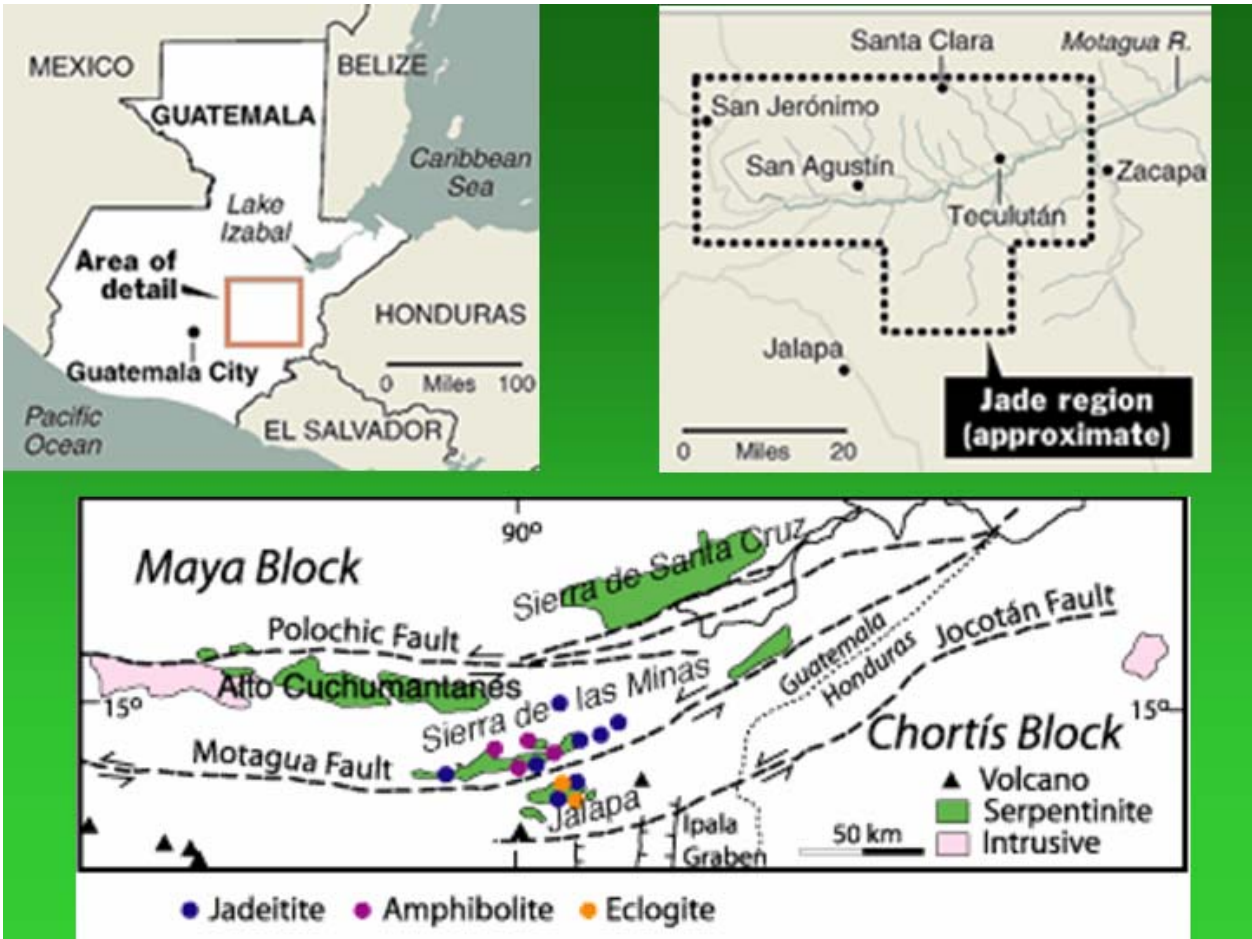 MEXICO
BELIZE
GUATEMALA
Caribbean
Sea
Lake
Izabal
Area of
detail
HONDURAS
Guatemala City
0 Miles 100
Pacific
Ocean
EL SALVADOR
Santa Clara
Motagua R.
San Jerónimo
San Agustín
Zacapa
Teculután
Jalapa
Jade region
(approximate)
0 Miles 20
90º
Maya Block
Sierra de Santa Cruz
Polochic Fault
Jocotán Fault
Guatemala
Honduras
Alto Cuchumantanes
15º
15º
Sierra de las Minas
Motagua Fault
Chortís Block
Volcano
Jalapa
Serpentinite
Ipala
Graben
50 km
Intrusive
Jadeitite
Amphibolite
Eclogite